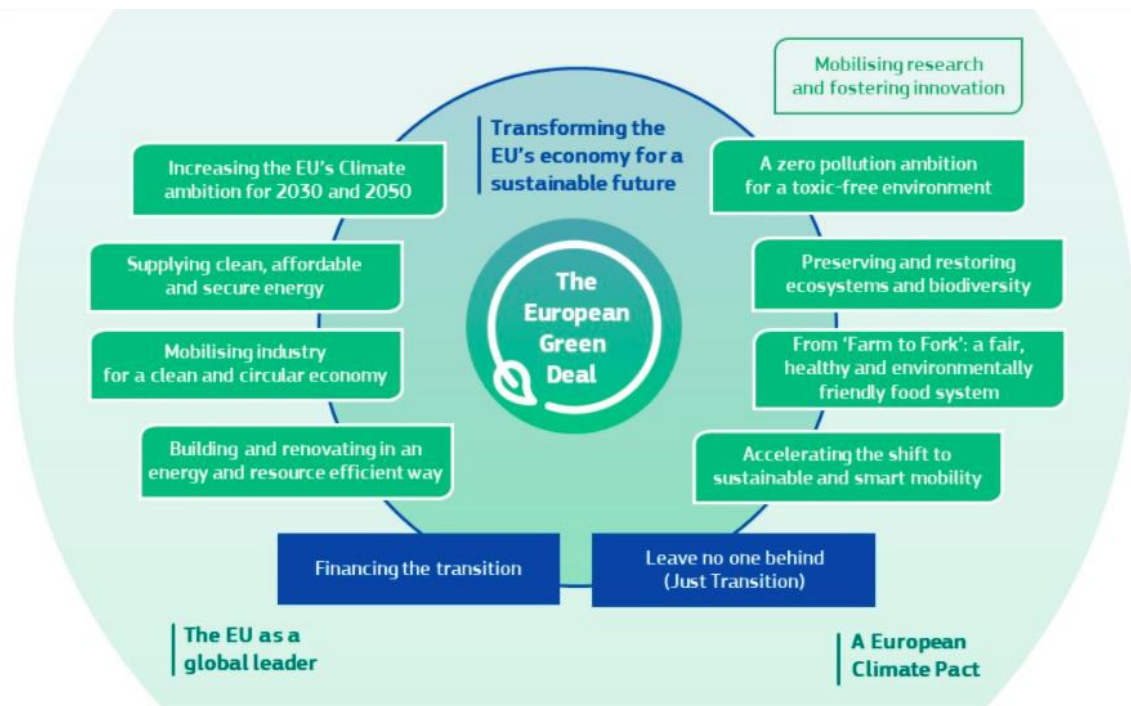 Mobilising research
and fostering innovation
Transforming the
EU's economy for a
sustainable future
Increasing the EU's Climate
ambition for 2030 and 2050
A zero pollution ambition
for a toxic-free environment
Supplying clean, affordable
and secure energy
Preserving and restoring
ecosystems and biodiversity
The
European
Green
Deal
Mobilising industry
for a clean and circular economy
From 'Farm to Fork': a fair,
healthy and environmentally
friendly food system
Building and renovating in an
energy and resource efficient way
Accelerating the shift to
sustainable and smart mobility
Financing the transition
Leave no one behind
(Just Transition)
The EU as a
global leader
A European
Climate Pact